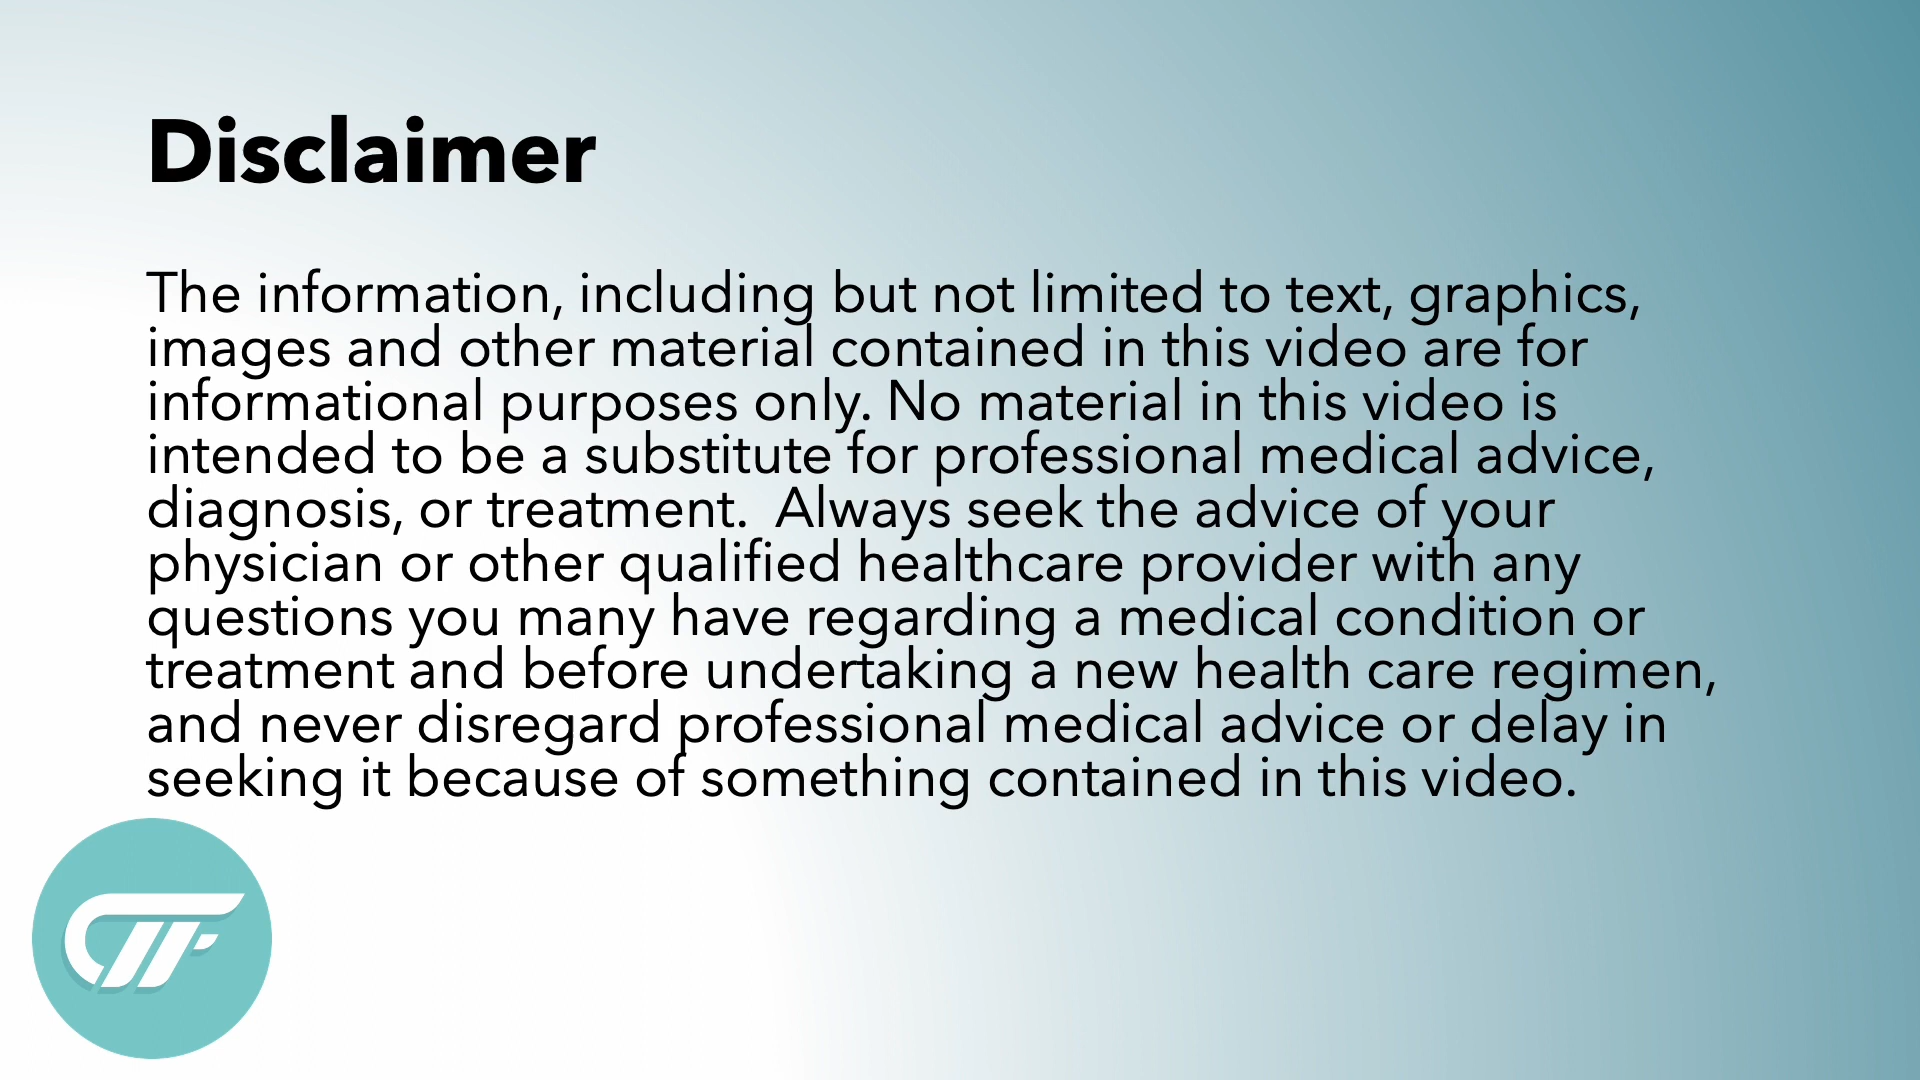 Disclaimer
The information, including but not limited to text, graphics,
images and other material contained in this video are for
informational purposes only. No material in this video is
intended to be a substitute for professional medical advice,
diagnosis, or treatment.  Always seek the advice of your
physician or other qualified healthcare provider with any
questions you many have regarding a medical condition or
treatment and before undertaking a new health care regimen,
and never disregard professional medical advice or delay in
seeking it because of something contained in this video.